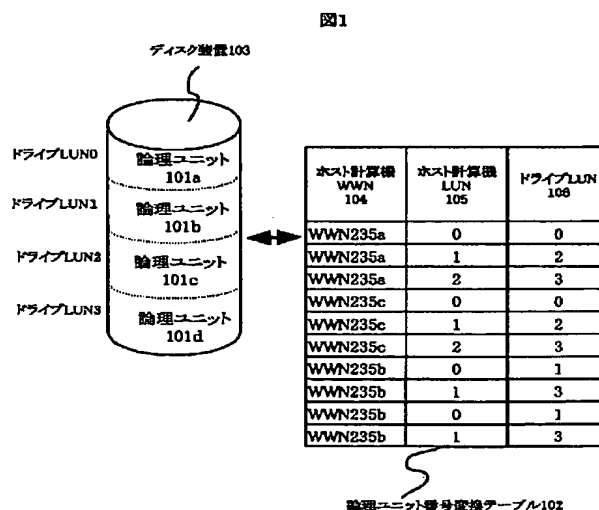 図1
ディスク装置103
ドライブLUN0
論理ユニット
101a
ドライブLUN1
論理ユニット
101b
ドライブLUN2
論理ユニット
101c
ドライブLUN3
論理ユニット
101d
ホスト計算機 WWN 104 ホスト計算機 LUN 105 ドライブLUN 106
WWN235a 0 0
WWN235a 1 2
WWN235a 2 3
WWN235c 0 0
WWN235c 1 2
WWN235c 2 3
WWN235b 0 1
WWN235b 1 3
WWN235b 0 1
WWN235b 1 3
論理ユニット番号変換テーブル102